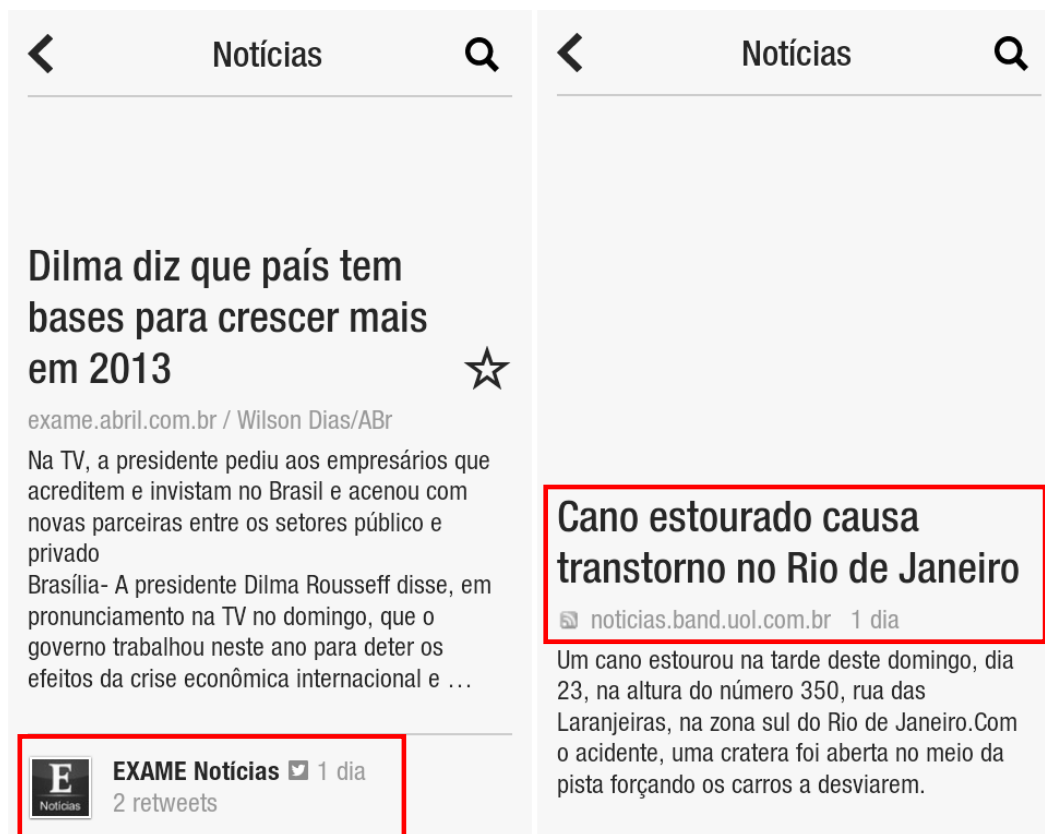 Notícias
Dilma diz que país tem
bases para crescer mais
em 2013
exame.abril.com.br / Wilson Dias/ABr
Na TV, a presidente pediu aos empresários que
acreditem e invistam no Brasil e acenou com
novas parceiras entre os setores público e
privado
Brasília- A presidente Dilma Rousseff disse, em
pronunciamento na TV no domingo, que o
governo trabalhou neste ano para deter os
efeitos da crise econômica internacional e …
E
Notícias
EXAME Notícias 1 dia
2 retweets
Notícias
Cano estourado causa
transtorno no Rio de Janeiro
noticias.band.uol.com.br 1 dia
Um cano estourou na tarde deste domingo, dia
23, na altura do número 350, rua das
Laranjeiras, na zona sul do Rio de Janeiro.Com
o acidente, uma cratera foi aberta no meio da
pista forçando os carros a desviarem.